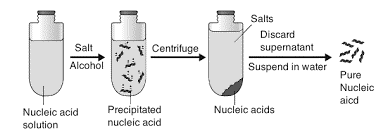 Salt
Alcohol
Centrifuge
Salts
Discard
supernatant
Suspend in water
Nucleic acid
solution
Precipitated
nucleic acid
Nucleic acids
Pure
Nucleic
aicd